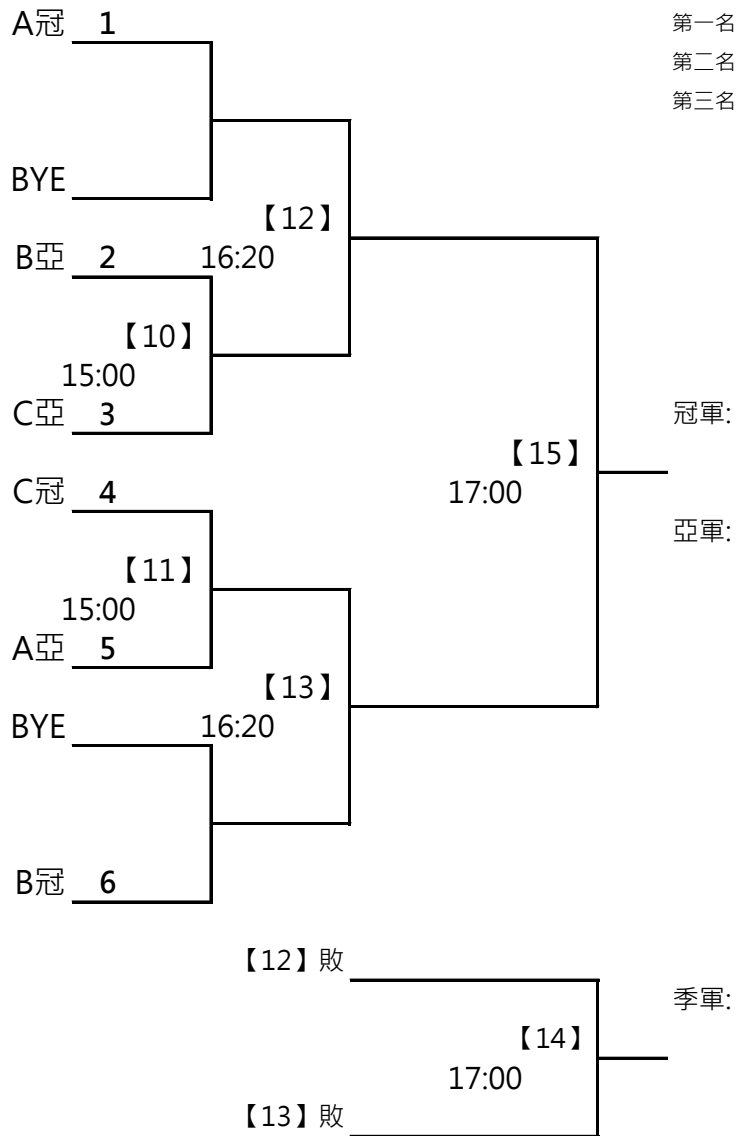 A冠 1
第一名
第二名
第三名
BYE
【12】
B亞 2 16:20
【10】
15:00
C亞 3
冠軍:
【15】
C冠 4 17:00
亞軍:
【11】
15:00
A亞 5
【13】
BYE 16:20
B冠 6
【12】敗
季軍:
【14】
17:00
【13】敗